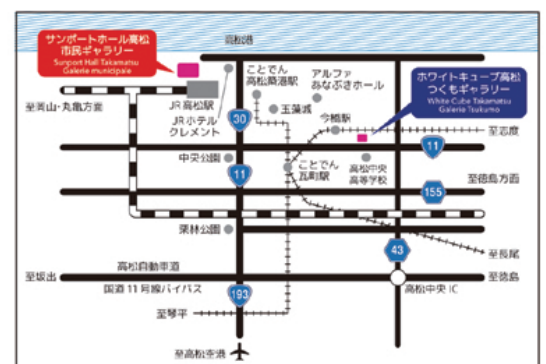 サンポートホール高松
市民ギャラリー
Sunport Hall Takamatsu
Galerie municipale
高松港
ことでん
高松築港駅
アルファ
あなぶきホール
ホワイトキューブ高松
つくもギャラリー
White Cube Takamatsu
Galerie Tsukumo
至岡山・丸亀方面
JR高松駅
JRホテル
クレメント
玉藻城
今橋駅
至志度
30
11
中央公園
11
ことでん
瓦町駅
高松中央
高等学校
至徳島方面
155
栗林公園
43
至長尾
至坂出
高松自動車道
至徳島
国道11号線バイパス
193
高松中央IC
至琴平
至高松空港